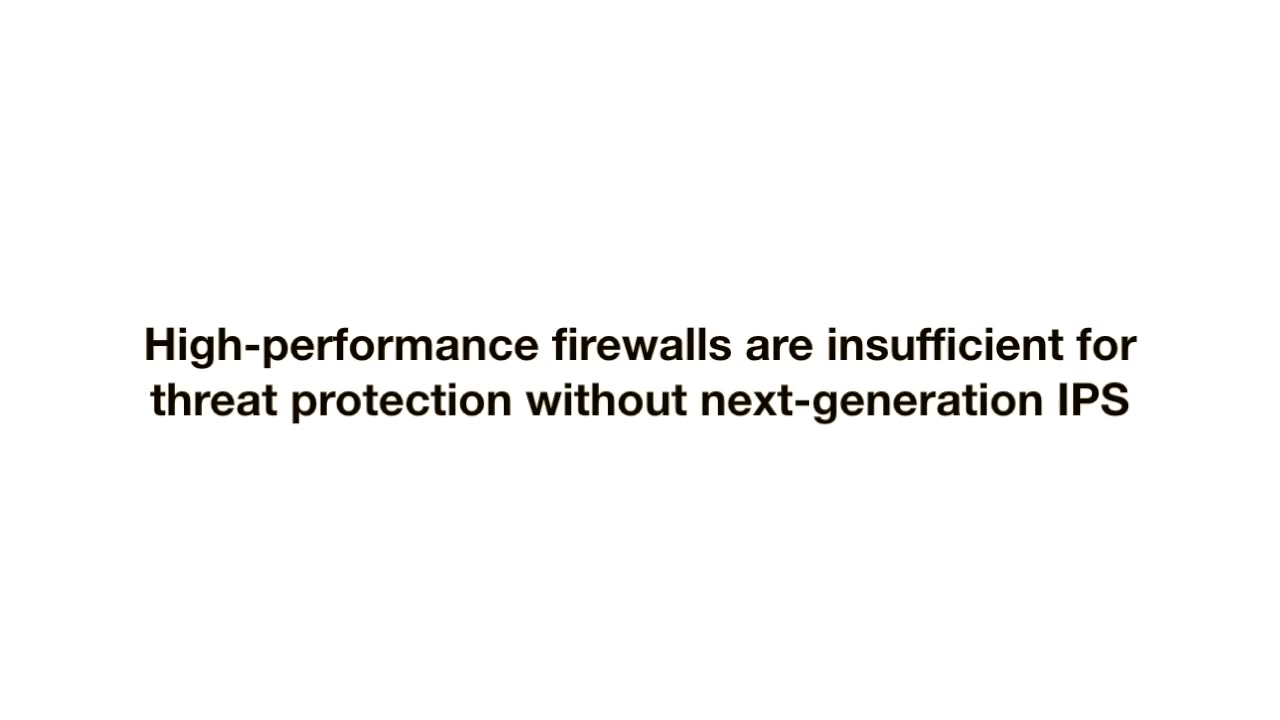 High-performance firewalls are insufficient for
threat protection without next-generation IPS